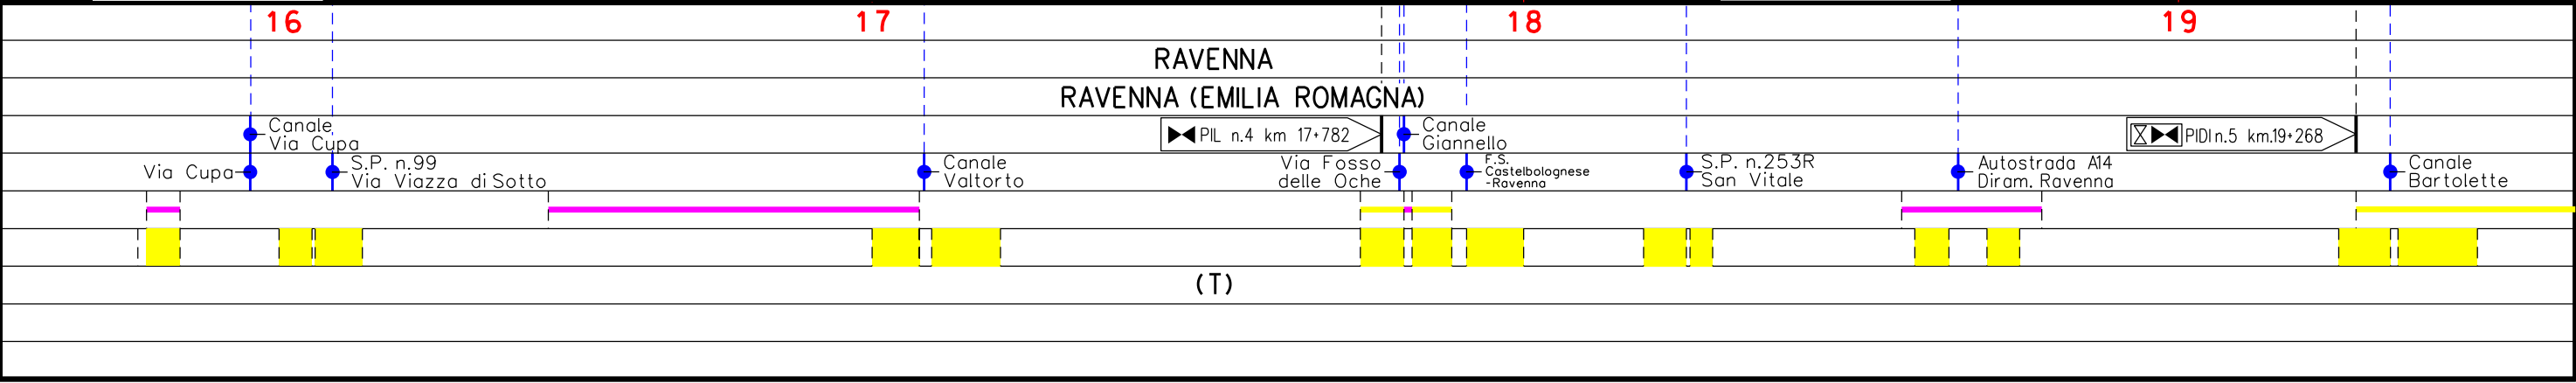 16 17 18 19
RAVENNA
RAVENNA (EMILIA ROMAGNA)
Canale
Via Cupa
PIL n.4 km 17+782
Canale
Giannello
PIDI n.5 km.19+268
Via Cupa
S.P. n.99
Via Viazza di Sotto
Canale
Valtorto
Via Fosso
delle Oche
F.S.
Castelbolognese
-Ravenna
S.P. n.253R
San Vitale
Autostrada A14
Diram. Ravenna
Canale
Bartolette
(T)